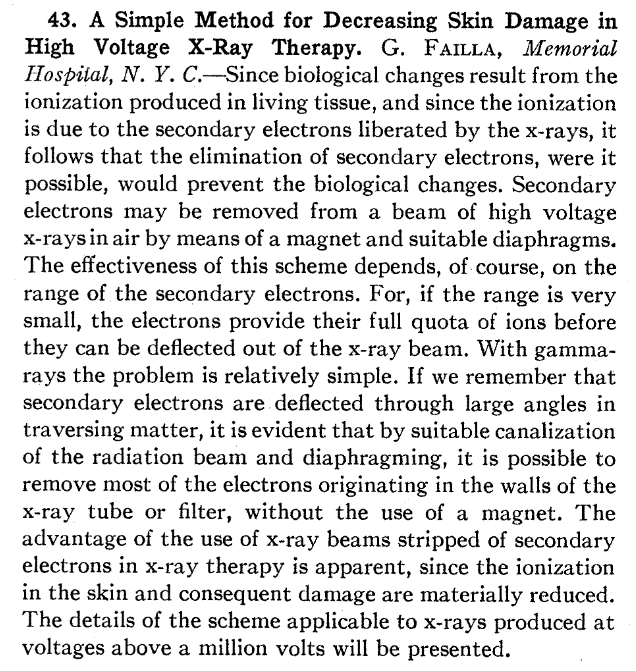 43. A Simple Method for Decreasing Skin Damage in
High Voltage X-Ray Therapy. G. FAILLA, Memorial
Hospital, N. Y. C.—Since biological changes result from the
ionization produced in living tissue, and since the ionization
is due to the secondary electrons liberated by the x-rays, it
follows that the elimination of secondary electrons, were it
possible, would prevent the biological changes. Secondary
electrons may be removed from a beam of high voltage
x-rays in air by means of a magnet and suitable diaphragms.
The effectiveness of this scheme depends, of course, on the
range of the secondary electrons. For, if the range is very
small, the electrons provide their full quota of ions before
they can be deflected out of the x-ray beam. With gamma-
rays the problem is relatively simple. If we remember that
secondary electrons are deflected through large angles in
traversing matter, it is evident that by suitable canalization
of the radiation beam and diaphragming, it is possible to
remove most of the electrons originating in the walls of the
x-ray tube or filter, without the use of a magnet. The
advantage of the use of x-ray beams stripped of secondary
electrons in x-ray therapy is apparent, since the ionization
in the skin and consequent damage are materially reduced.
The details of the scheme applicable to x-rays produced at
voltages above a million volts will be presented.